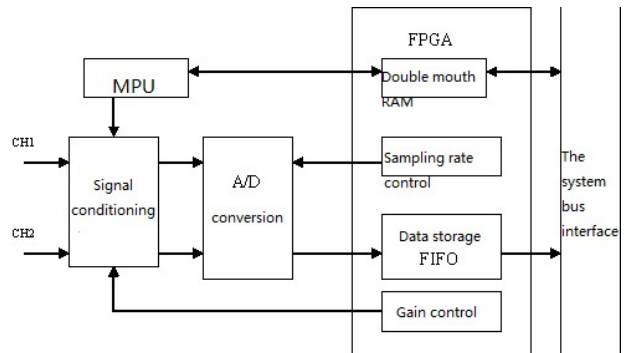 FPGA
MPU
Double mouth
RAM
CH1
Signal
conditioning
A/D
conversion
Sampling rate
control
The
system
bus
interface
CH2
Data storage
FIFO
Gain control